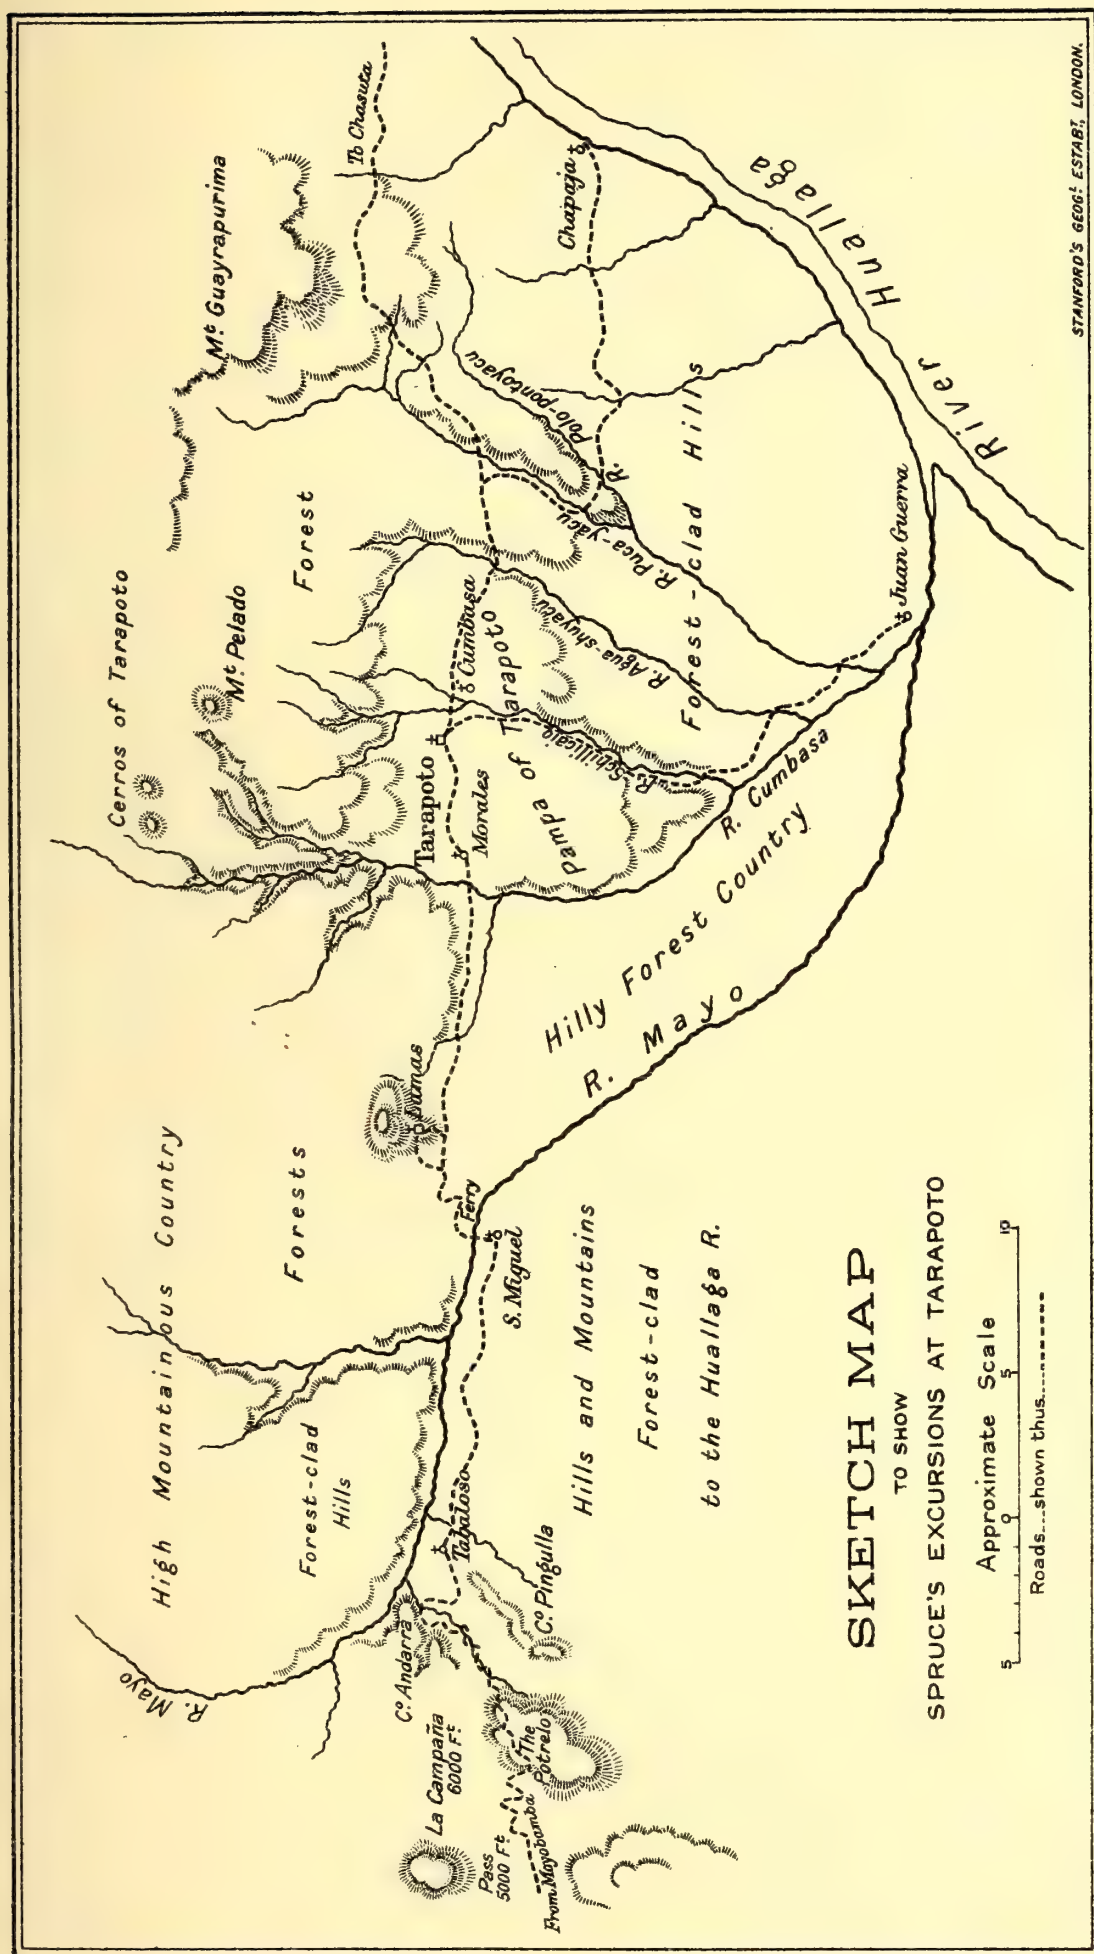 Cerros of Tarapoto
Mt. Pelado
Mt. Guayrapurima
Forest
To Chasuta
High Mountainous Country
Forests
Forest-clad
Hills
R. Mayo
Lamas
Tarapoto
Morales
Cumbasa
Pampa of Tarapoto
R. Shillicaio
R. Agua-shuyacu
R. Puca-yacu
R. Polo-pontoyacu
Chapaja
Forest-clad Hills
Juan Guerra
River Huallaga
R. Cumbasa
Hilly Forest Country
R. Mayo
Ferry
S. Miguel
Tabaloso
Co. Pingulla
Co. Andarra
La Campaña
6000 Ft.
Pass
5000 Ft.
The
Potrelo
From Moyobamba
Hills and Mountains
Forest-clad
to the Huallaga R.
SKETCH MAP
TO SHOW
SPRUCE'S EXCURSIONS AT TARAPOTO
Approximate Scale
5 0 5 10
Roads...shown thus
STANFORD'S GEOGL. ESTABT., LONDON.